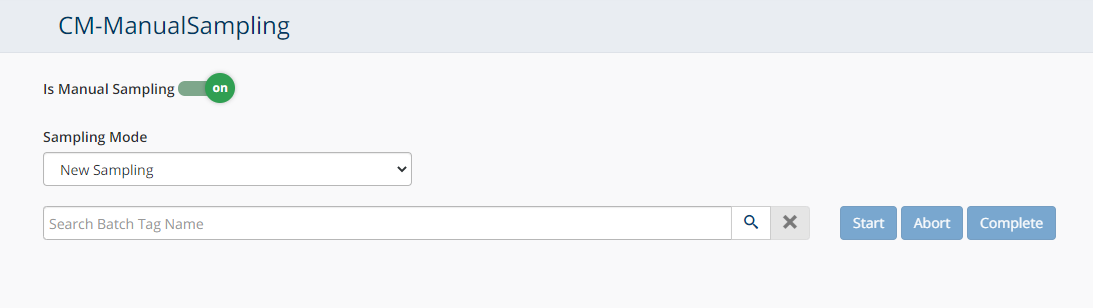 CM-ManualSampling
Is Manual Sampling on
Sampling Mode
New Sampling
Search Batch Tag Name Start Abort Complete